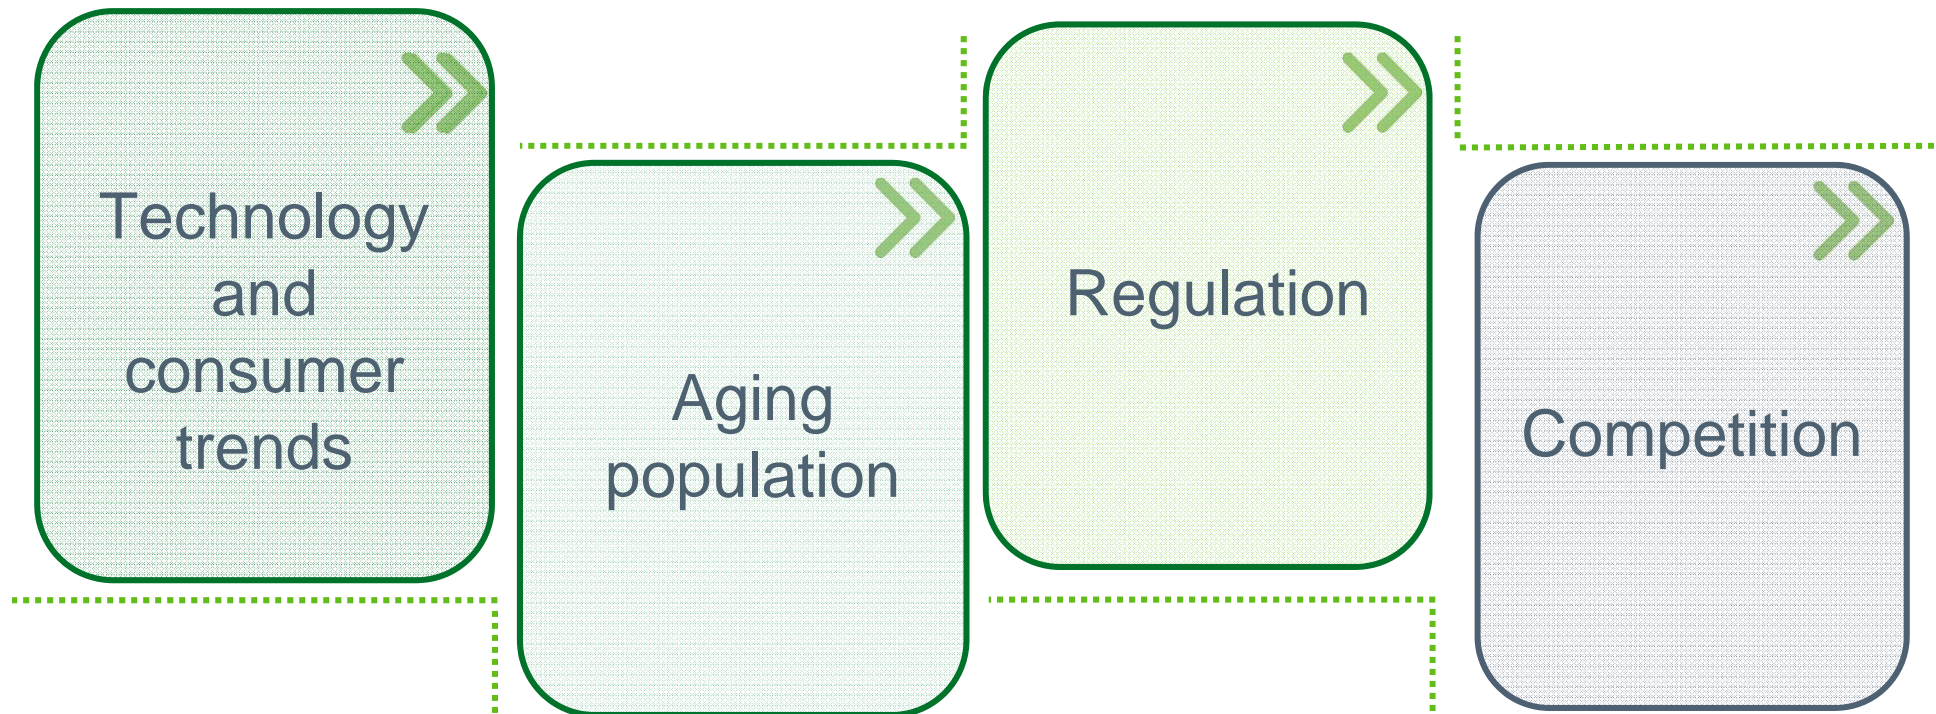 Technology
and
consumer
trends
Aging
population
Regulation
Competition